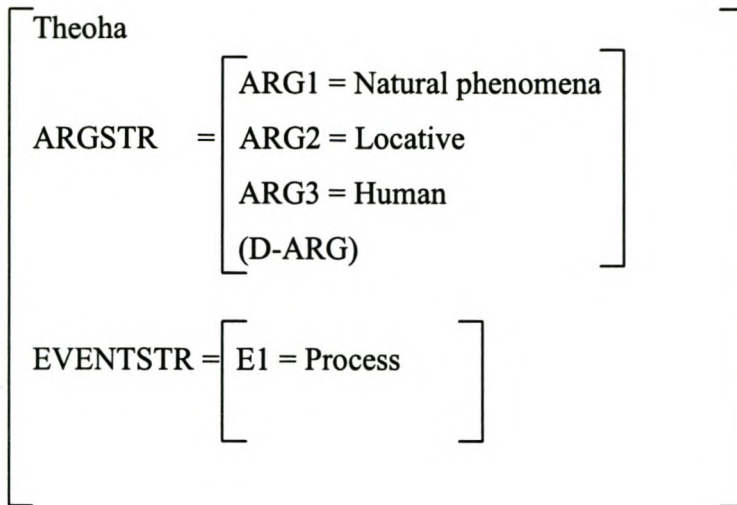 Theoha
ARG1 = Natural phenomena
ARGSTR = ARG2 = Locative
ARG3 = Human
(D-ARG)
EVENTSTR = E1 = Process